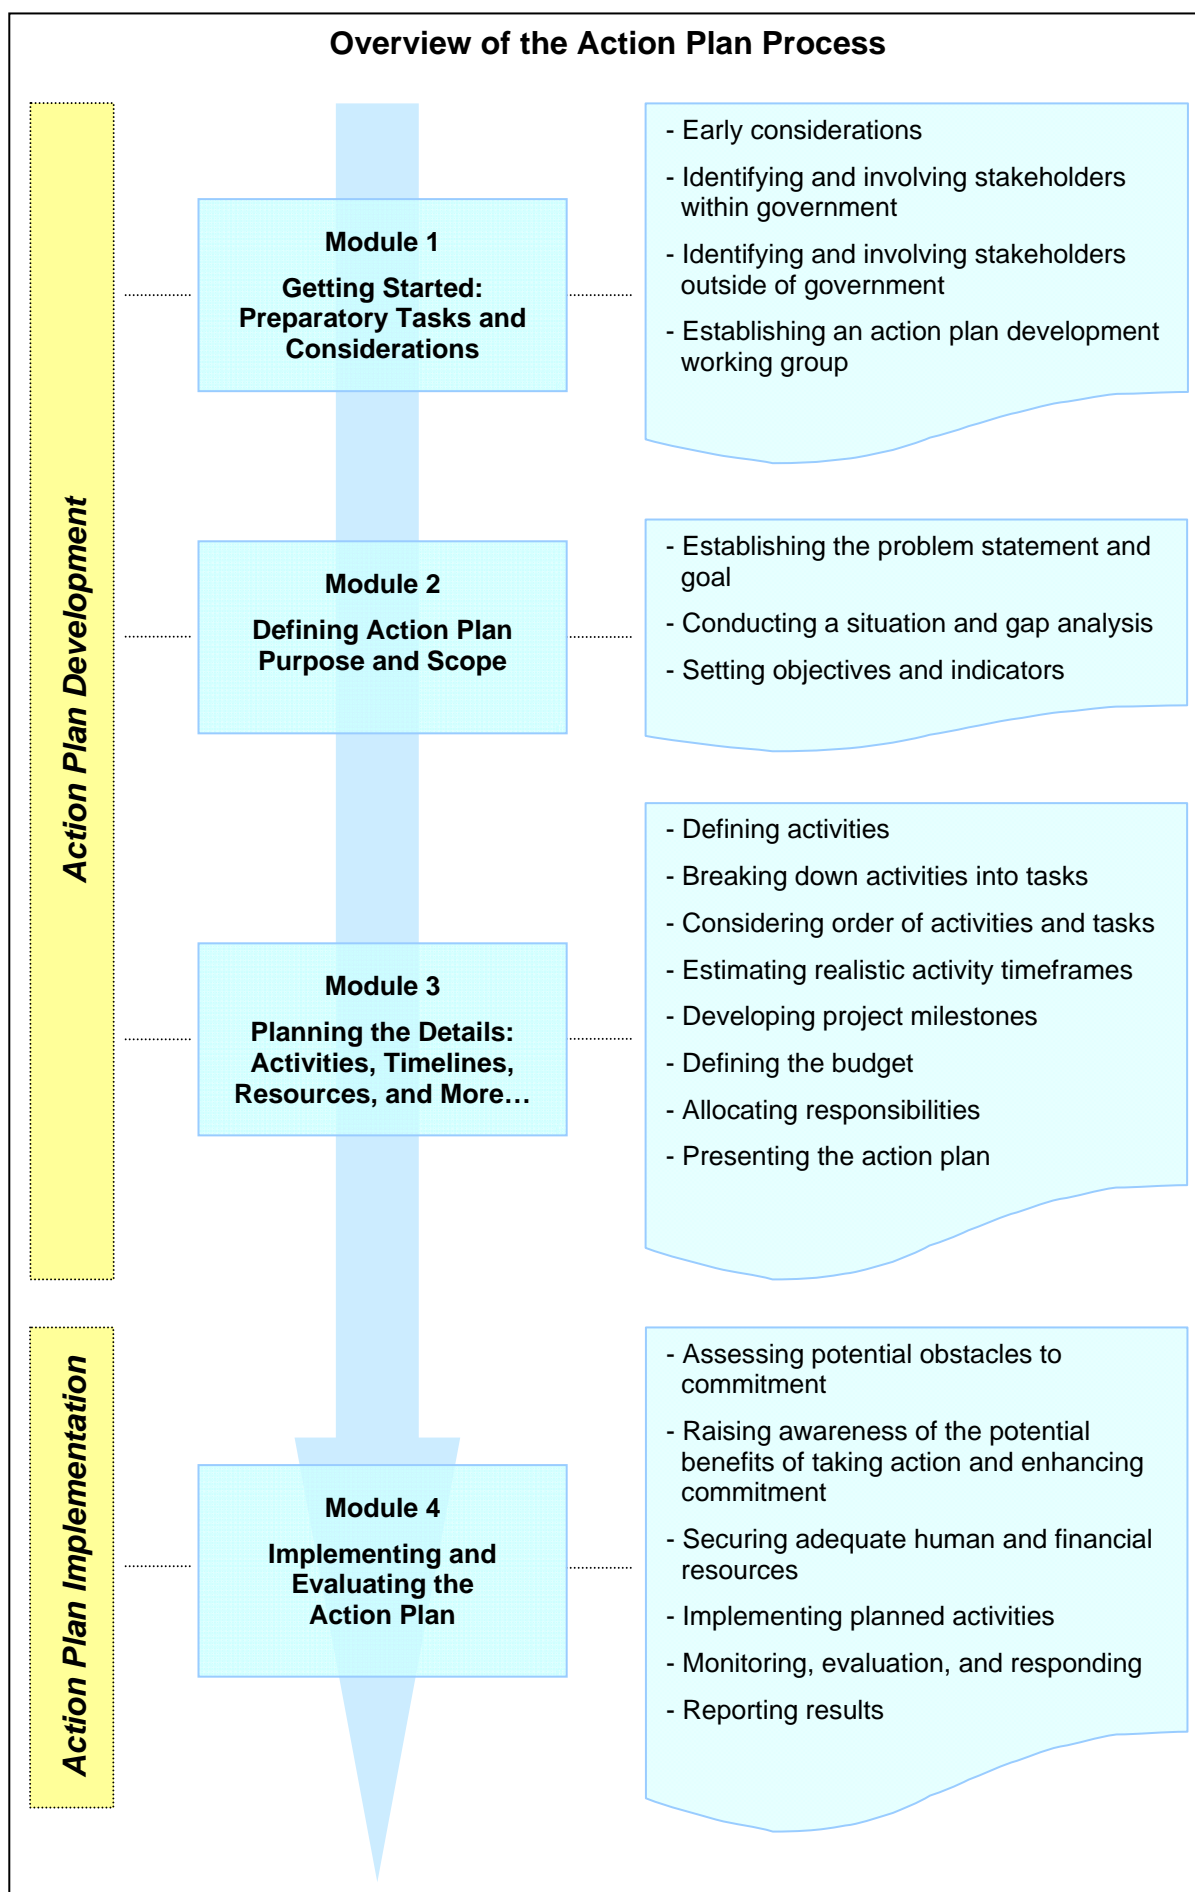 Overview of the Action Plan Process
Action Plan Development
Module 1
Getting Started:
Preparatory Tasks and
Considerations
- Early considerations
- Identifying and involving stakeholders
within government
- Identifying and involving stakeholders
outside of government
- Establishing an action plan development
working group
Module 2
Defining Action Plan
Purpose and Scope
- Establishing the problem statement and
goal
- Conducting a situation and gap analysis
- Setting objectives and indicators
Module 3
Planning the Details:
Activities, Timelines,
Resources, and More…
- Defining activities
- Breaking down activities into tasks
- Considering order of activities and tasks
- Estimating realistic activity timeframes
- Developing project milestones
- Defining the budget
- Allocating responsibilities
- Presenting the action plan
Action Plan Implementation
Module 4
Implementing and
Evaluating the
Action Plan
- Assessing potential obstacles to
commitment
- Raising awareness of the potential
benefits of taking action and enhancing
commitment
- Securing adequate human and financial
resources
- Implementing planned activities
- Monitoring, evaluation, and responding
- Reporting results